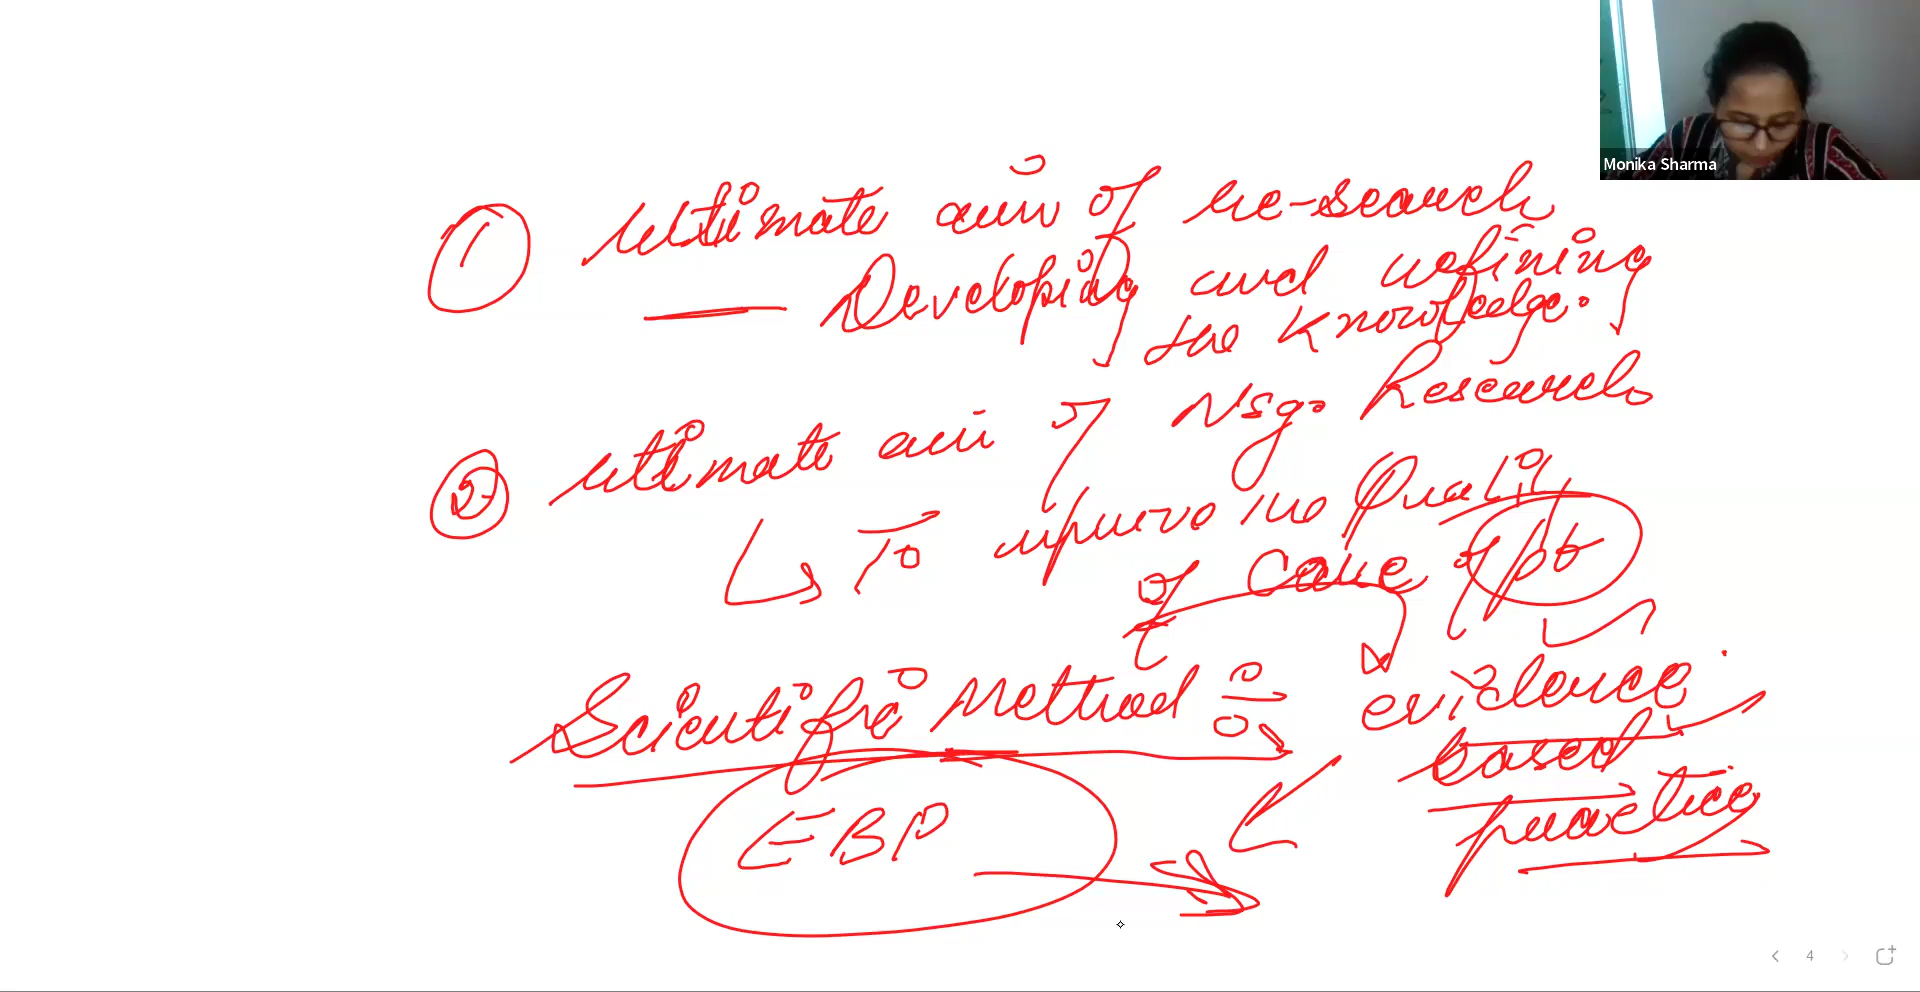 Monika Sharma
① Ultimate aim of Re-search
— Developing and refining
the Knowledge.
② Ultimate aim of Nsg. Research
↳ To improve the Quality
of Care of pt
Scientific Method ÷ evidence
based
practice
EBP
4